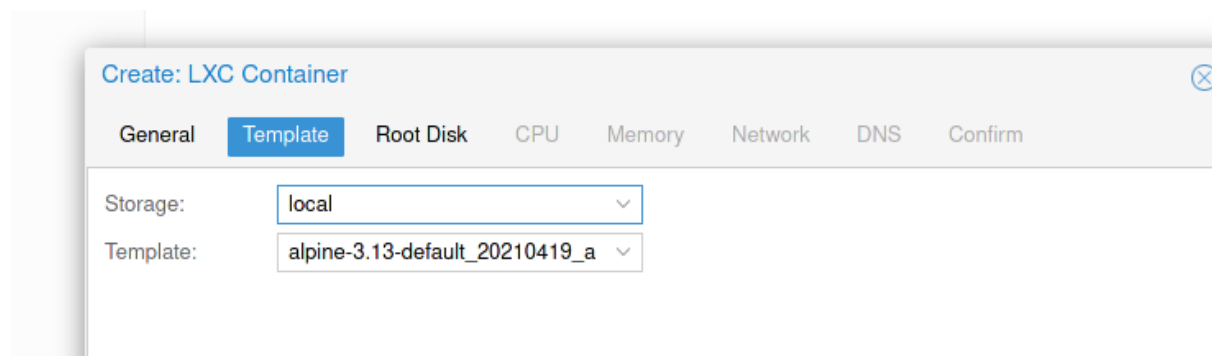 Create: LXC Container
General Template Root Disk CPU Memory Network DNS Confirm
Storage: local
Template: alpine-3.13-default_20210419_a